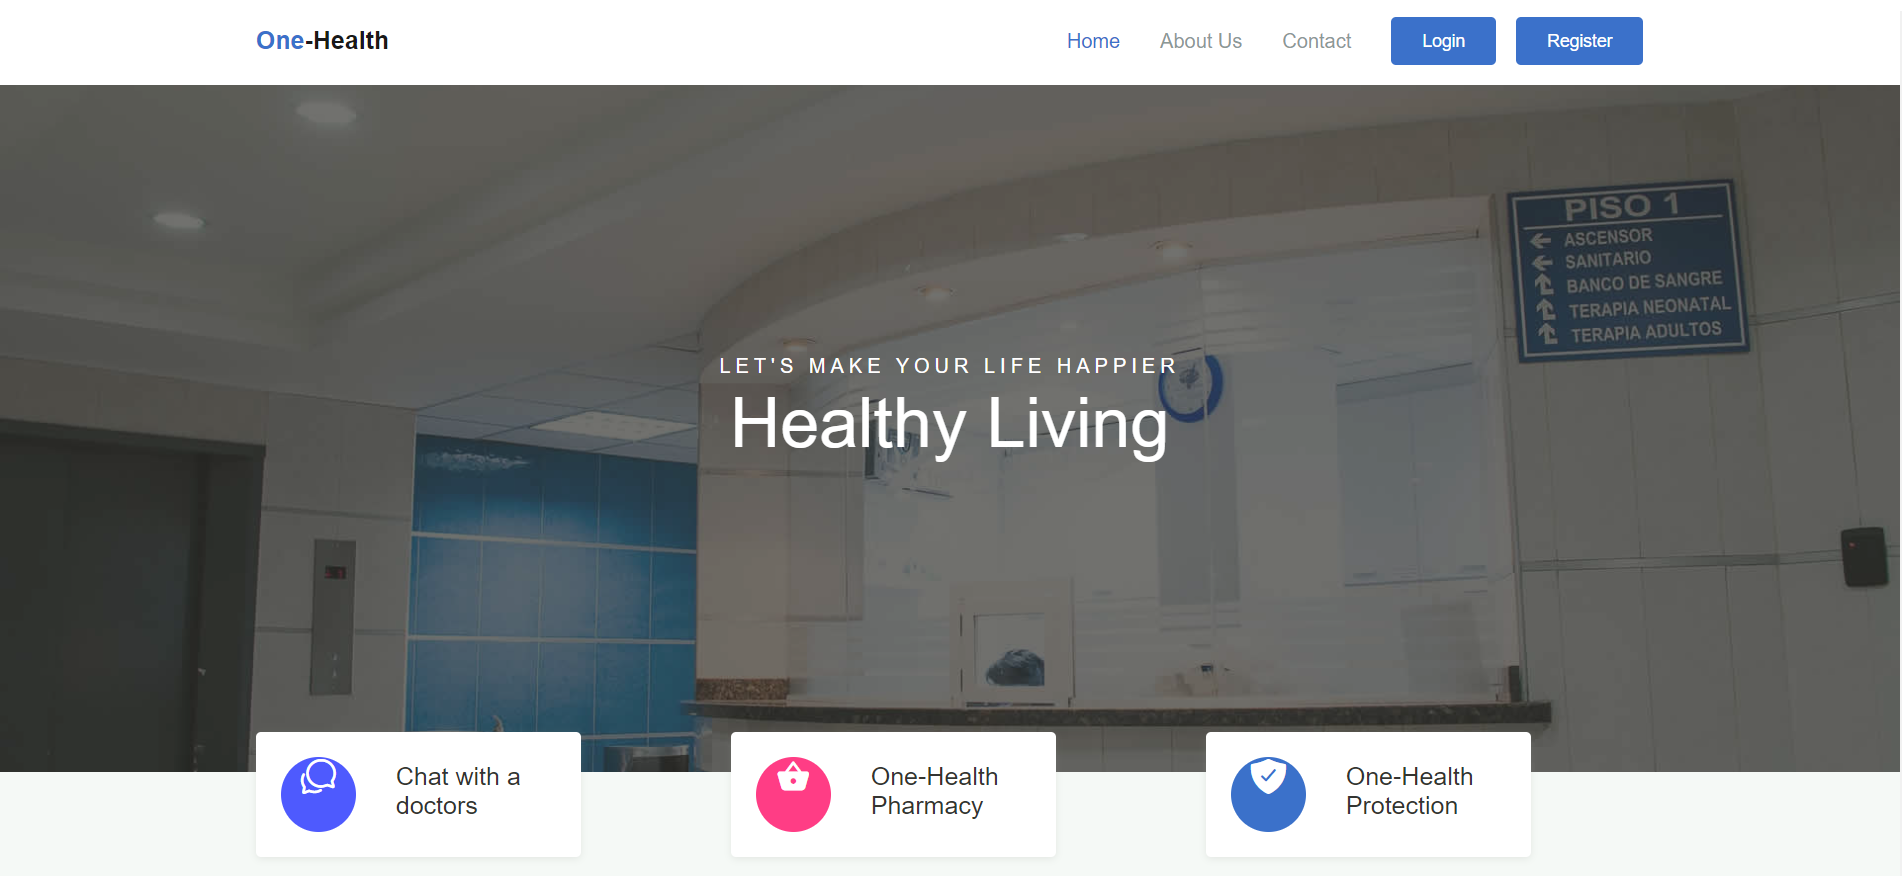 One-Health
Home
About Us
Contact
Login
Register
PISO 1
ASCENSOR
SANITARIO
BANCO DE SANGRE
TERAPIA NEONATAL
TERAPIA ADULTOS
LET'S MAKE YOUR LIFE HAPPIER
Healthy Living
Chat with a
doctors
One-Health
Pharmacy
One-Health
Protection